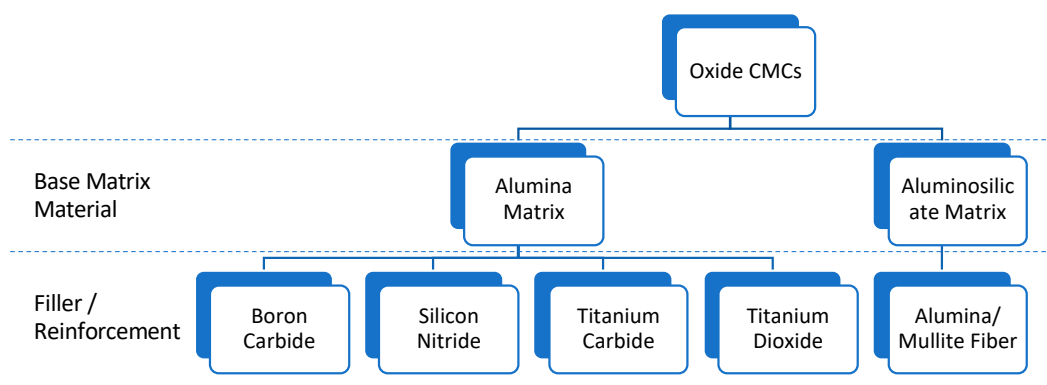 Oxide CMCs
Base Matrix
Material
Alumina
Matrix
Aluminosilic
ate Matrix
Filler /
Reinforcement
Boron
Carbide
Silicon
Nitride
Titanium
Carbide
Titanium
Dioxide
Alumina/
Mullite Fiber